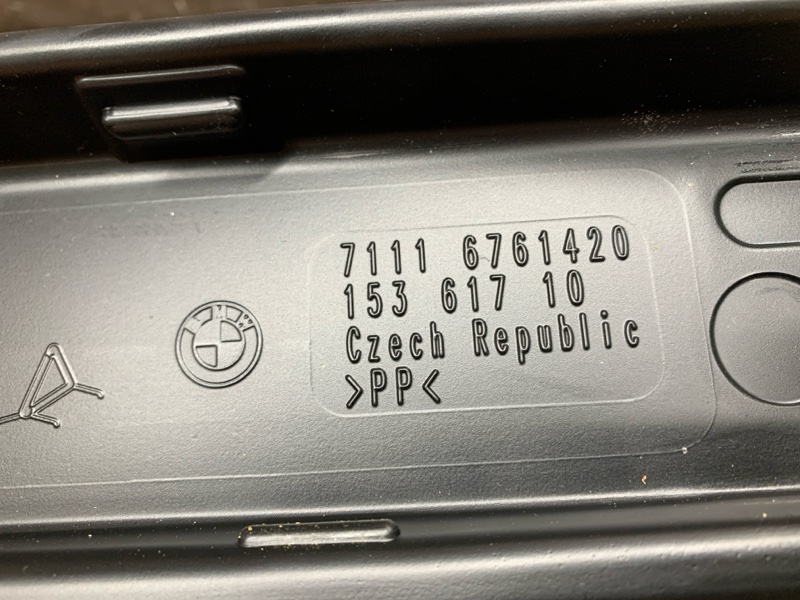 7111 6761420
153 617 10
Czech Republic
>PP<